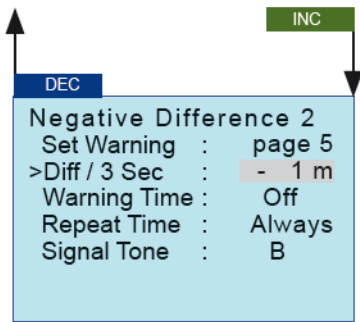 INC
DEC
Negative Difference 2
Set Warning : page 5
>Diff / 3 Sec : - 1 m
Warning Time : Off
Repeat Time : Always
Signal Tone : B